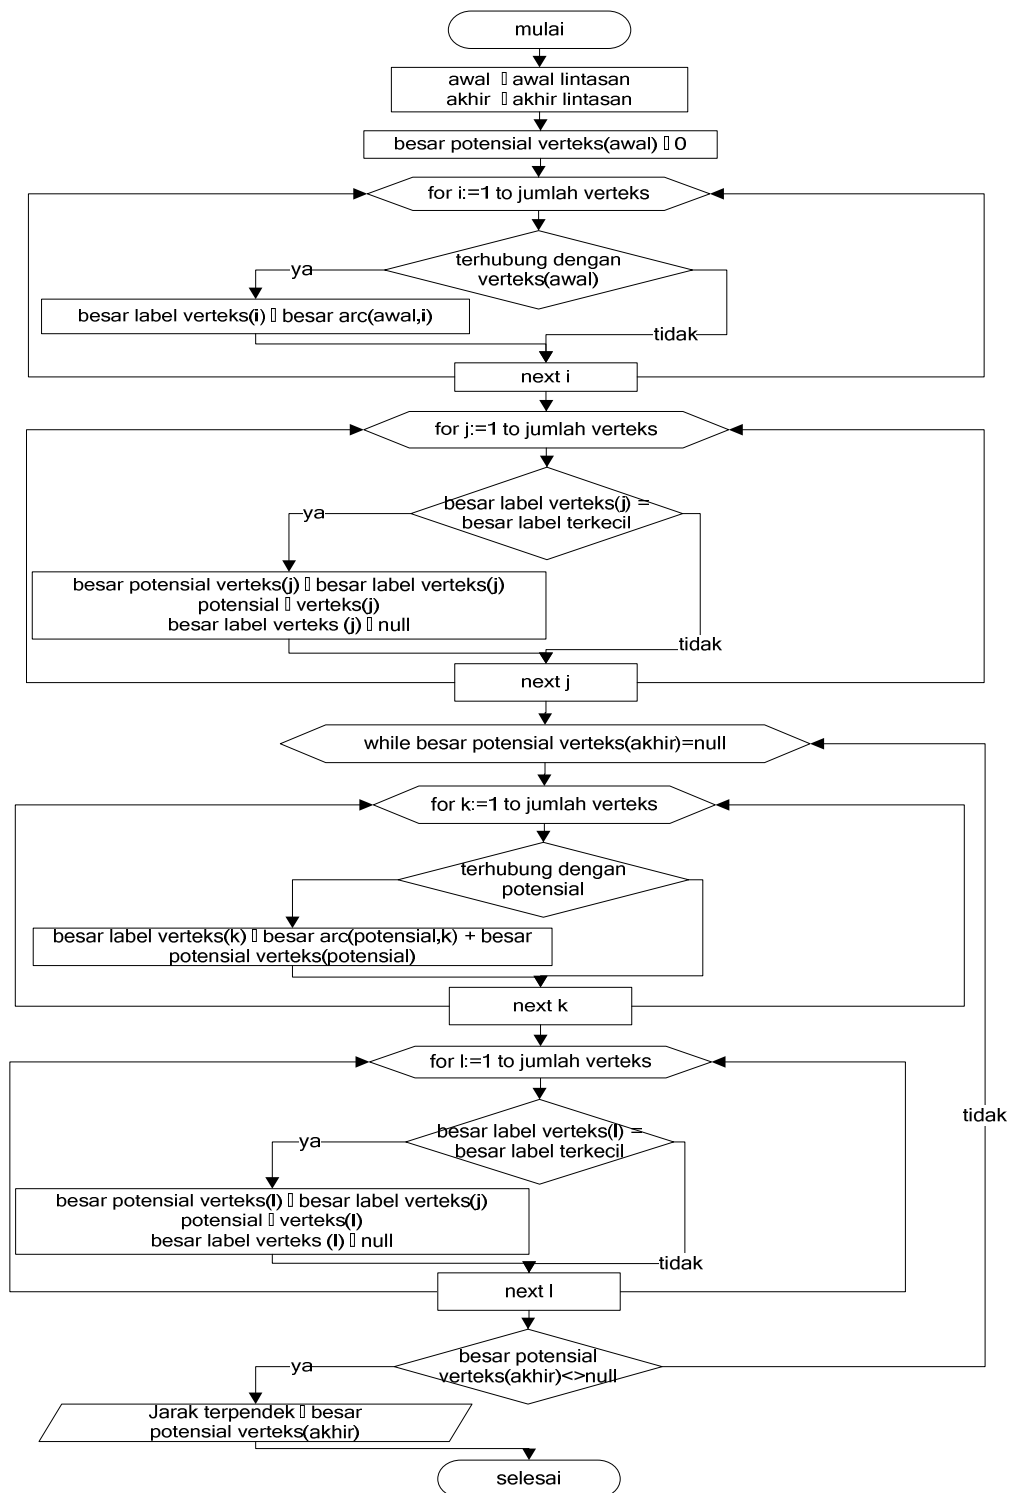 mulai
awal ▯ awal lintasan
akhir ▯ akhir lintasan
besar potensial verteks(awal) ▯ 0
for i:=1 to jumlah verteks
terhubung dengan
verteks(awal)
ya
besar label verteks(i) ▯ besar arc(awal,i)
tidak
next i
for j:=1 to jumlah verteks
besar label verteks(j) =
besar label terkecil
ya
besar potensial verteks(j) ▯ besar label verteks(j)
potensial ▯ verteks(j)
besar label verteks (j) ▯ null
tidak
next j
while besar potensial verteks(akhir)=null
for k:=1 to jumlah verteks
terhubung dengan
potensial
besar label verteks(k) ▯ besar arc(potensial,k) + besar
potensial verteks(potensial)
next k
for l:=1 to jumlah verteks
tidak
besar label verteks(l) =
besar label terkecil
ya
besar potensial verteks(l) ▯ besar label verteks(j)
potensial ▯ verteks(l)
besar label verteks (l) ▯ null
tidak
next l
besar potensial
verteks(akhir)<>null
ya
Jarak terpendek ▯ besar
potensial verteks(akhir)
selesai